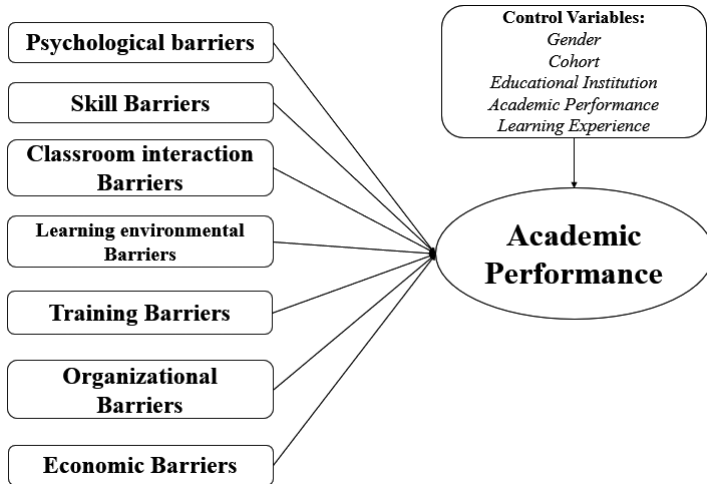 Psychological barriers
Skill Barriers
Classroom interaction
Barriers
Learning environmental
Barriers
Training Barriers
Organizational
Barriers
Economic Barriers
Control Variables:
Gender
Cohort
Educational Institution
Academic Performance
Learning Experience
Academic
Performance